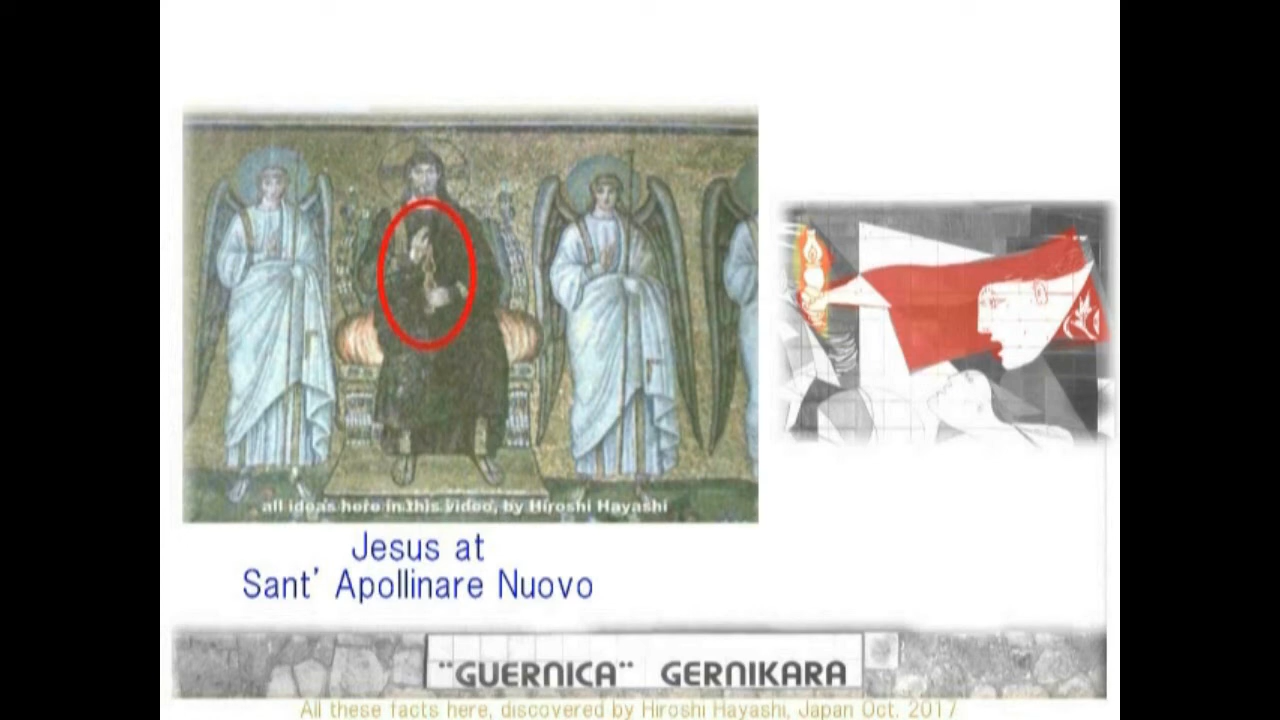 all ideas here in this video, by Hiroshi Hayashi
Jesus at
Sant' Apollinare Nuovo
"GUERNICA" GERNIKARA
All these facts here, discovered by Hiroshi Hayashi, Japan Oct. 2017